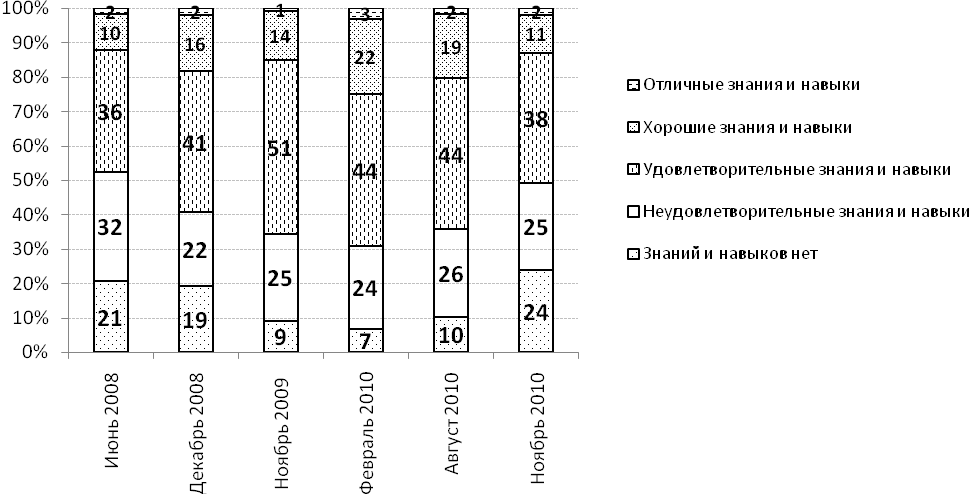 100%
90%
80%
70%
60%
50%
40%
30%
20%
10%
0%
2 2 1 3 2 2
10 16 14 22 19 11
36 41 51 44 44 38
32 22 25 24 26 25
21 19 9 7 10 24
Июнь 2008
Декабрь 2008
Ноябрь 2009
Февраль 2010
Август 2010
Ноябрь 2010
Отличные знания и навыки
Хорошие знания и навыки
Удовлетворительные знания и навыки
Неудовлетворительные знания и навыки
Знаний и навыков нет